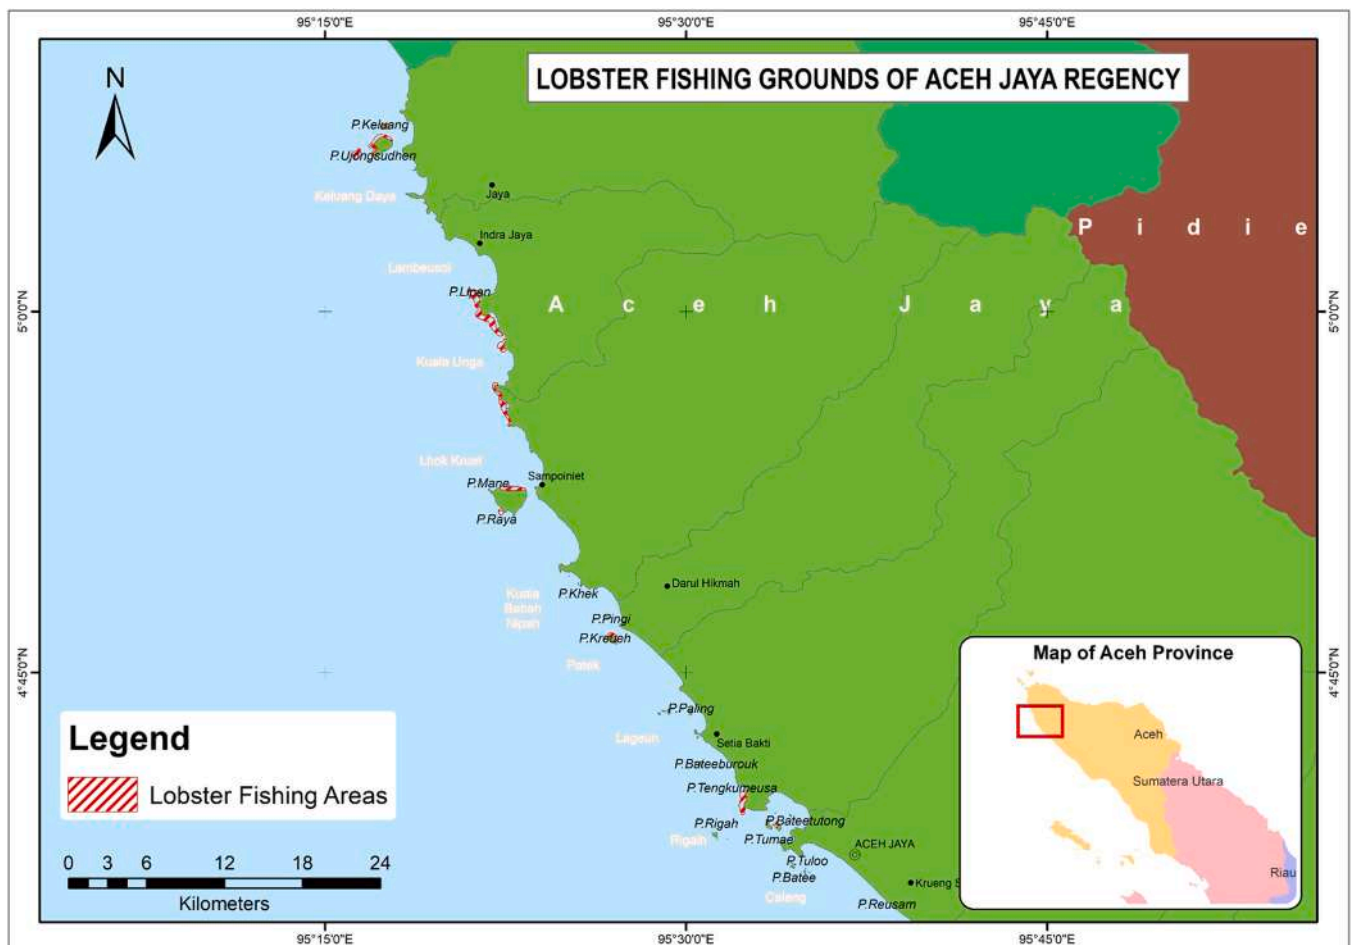 95°15'0"E 95°30'0"E 95°45'0"E
LOBSTER FISHING GROUNDS OF ACEH JAYA REGENCY
N
P.Keluang
P.Ujongsudhen
Keluang Daya
Jaya
Indra Jaya
Pidie
Lambeusoi
P.Lipan
Aceh Jaya
5°0'0"N 5°0'0"N
Kuala Unga
Lhok Kruet
Sampoiniet
P.Mane
P.Raya
Darul Hikmah
P.Khek
Kuala
Babah
Nipah
P.Pingi
P.Kreueh
Patek
4°45'0"N 4°45'0"N
P.Paling
Lageun
Setia Bakti
P.Bateeburouk
P.Tengkumeusa
P.Rigah
P.Bateetutong
Rigaih
P.Tumae
ACEH JAYA
P.Tuloo
P.Batee
Krueng S
Calang
P.Reusam
Legend
Lobster Fishing Areas
0 3 6 12 18 24
Kilometers
Map of Aceh Province
Aceh
Sumatera Utara
Riau
95°15'0"E 95°30'0"E 95°45'0"E